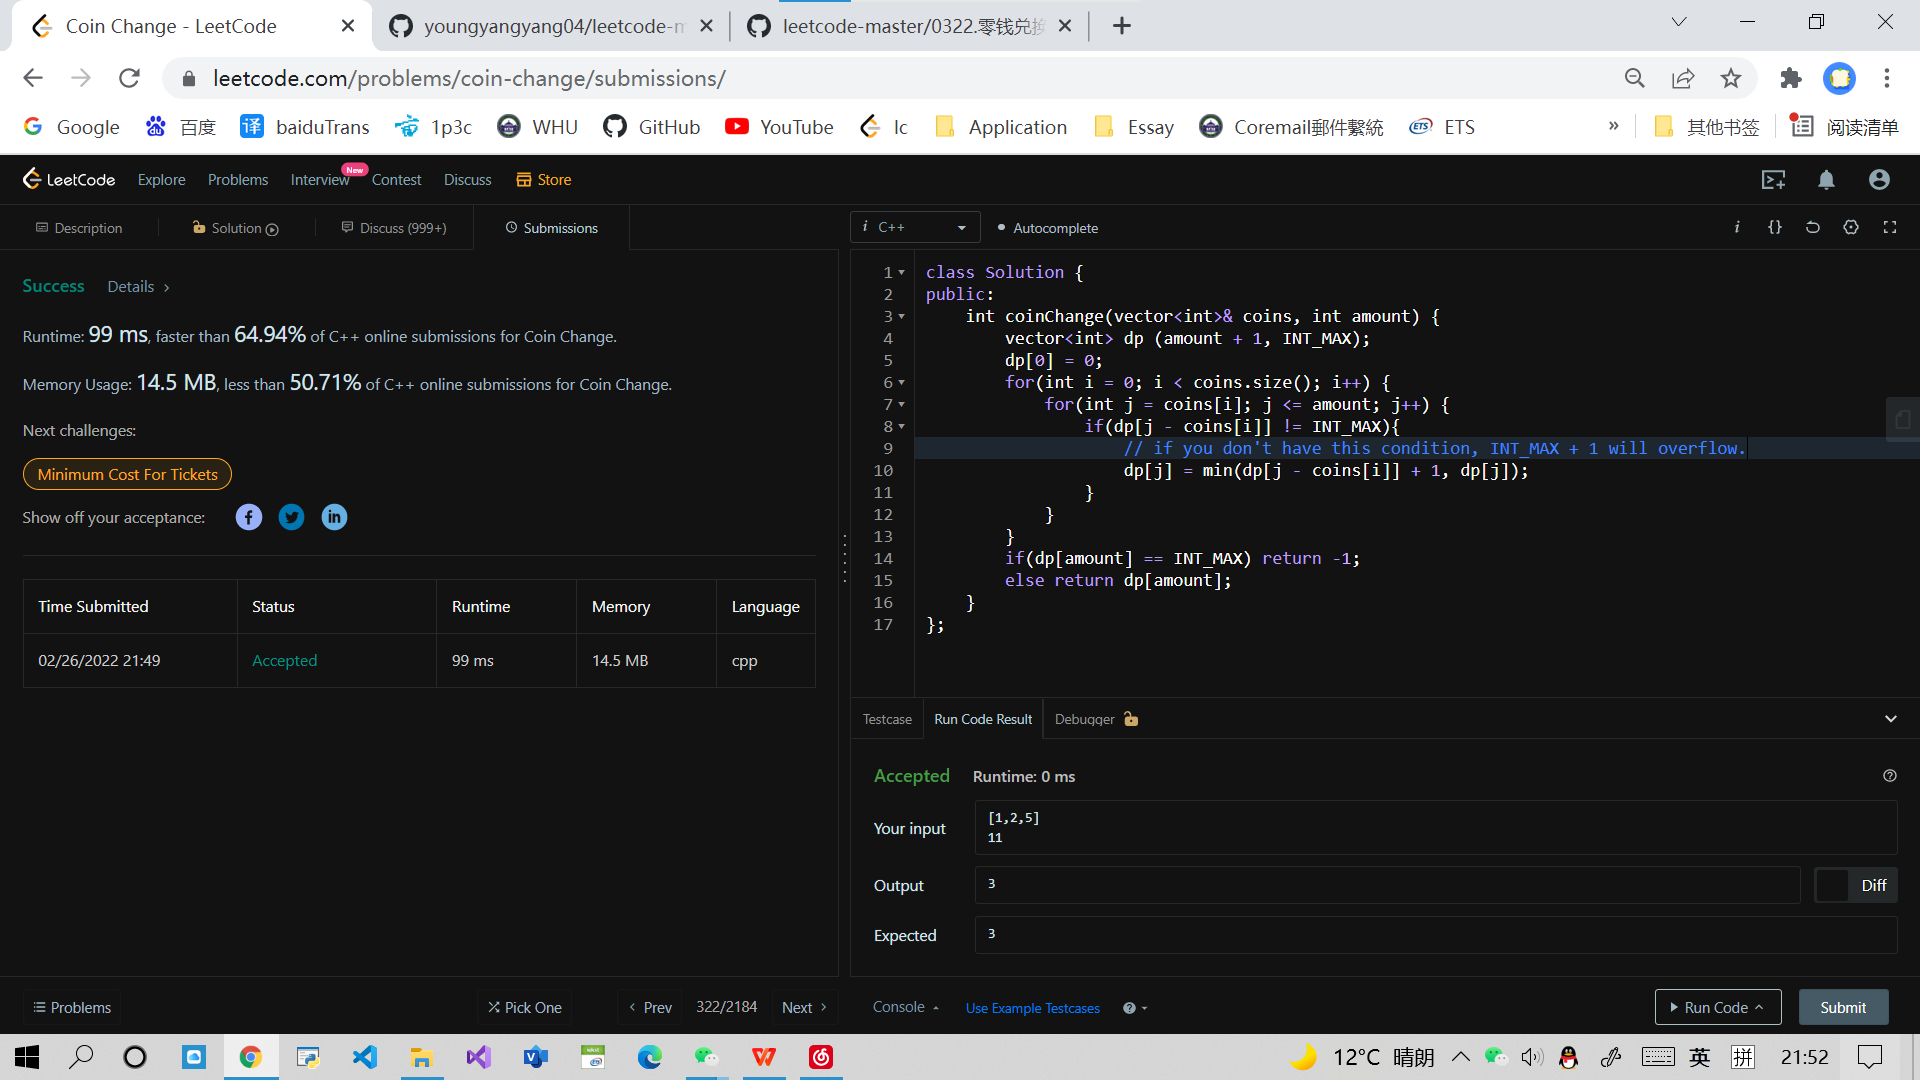 Coin Change - LeetCode
youngyangyang04/leetcode-m
leetcode-master/0322.零钱兑换
leetcode.com/problems/coin-change/submissions/
Google
百度
baiduTrans
1p3c
WHU
GitHub
YouTube
lc
Application
Essay
Coremail郵件繫統
ETS
»
其他书签
阅读清单
LeetCode
Explore
Problems
Interview
New
Contest
Discuss
Store
Description
Solution
Discuss (999+)
Submissions
i C++
Autocomplete
Success
Details
Runtime: 99 ms, faster than 64.94% of C++ online submissions for Coin Change.
Memory Usage: 14.5 MB, less than 50.71% of C++ online submissions for Coin Change.
Next challenges:
Minimum Cost For Tickets
Show off your acceptance:
Time Submitted Status Runtime Memory Language
02/26/2022 21:49 Accepted 99 ms 14.5 MB cpp
1 class Solution {
2 public:
3 int coinChange(vector<int>& coins, int amount) {
4 vector<int> dp (amount + 1, INT_MAX);
5 dp[0] = 0;
6 for(int i = 0; i < coins.size(); i++) {
7 for(int j = coins[i]; j <= amount; j++) {
8 if(dp[j - coins[i]] != INT_MAX){
9 // if you don't have this condition, INT_MAX + 1 will overflow.
10 dp[j] = min(dp[j - coins[i]] + 1, dp[j]);
11 }
12 }
13 }
14 if(dp[amount] == INT_MAX) return -1;
15 else return dp[amount];
16 }
17 };
Testcase
Run Code Result
Debugger
Accepted
Runtime: 0 ms
Your input
[1,2,5]
11
Output
3
Diff
Expected
3
Problems
Pick One
Prev
322/2184
Next
Console
Use Example Testcases
Run Code
Submit
12°C 晴朗
英
拼
21:52